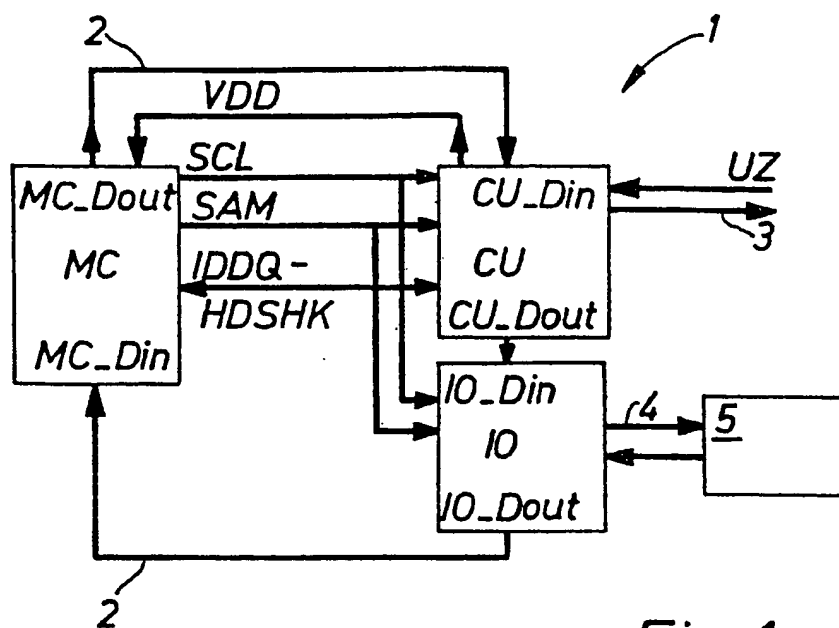 2
1
VDD
SCL
UZ
MC_Dout
SAM
CU_Din
3
MC
IDDQ-
CU
HDSHK
CU_Dout
MC_Din
IO_Din
4
5
IO
IO_Dout
2